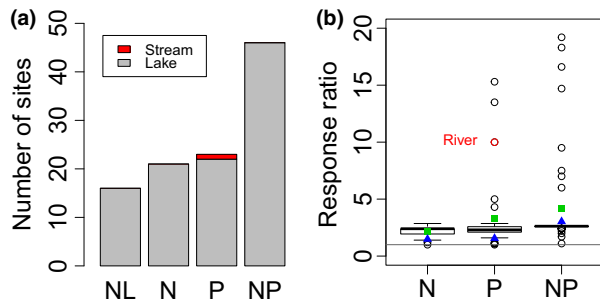 (a)
Number of sites
50
40
30
20
10
0
Stream
Lake
NL N P NP
(b)
Response ratio
20
15
10
5
0
River
N P NP